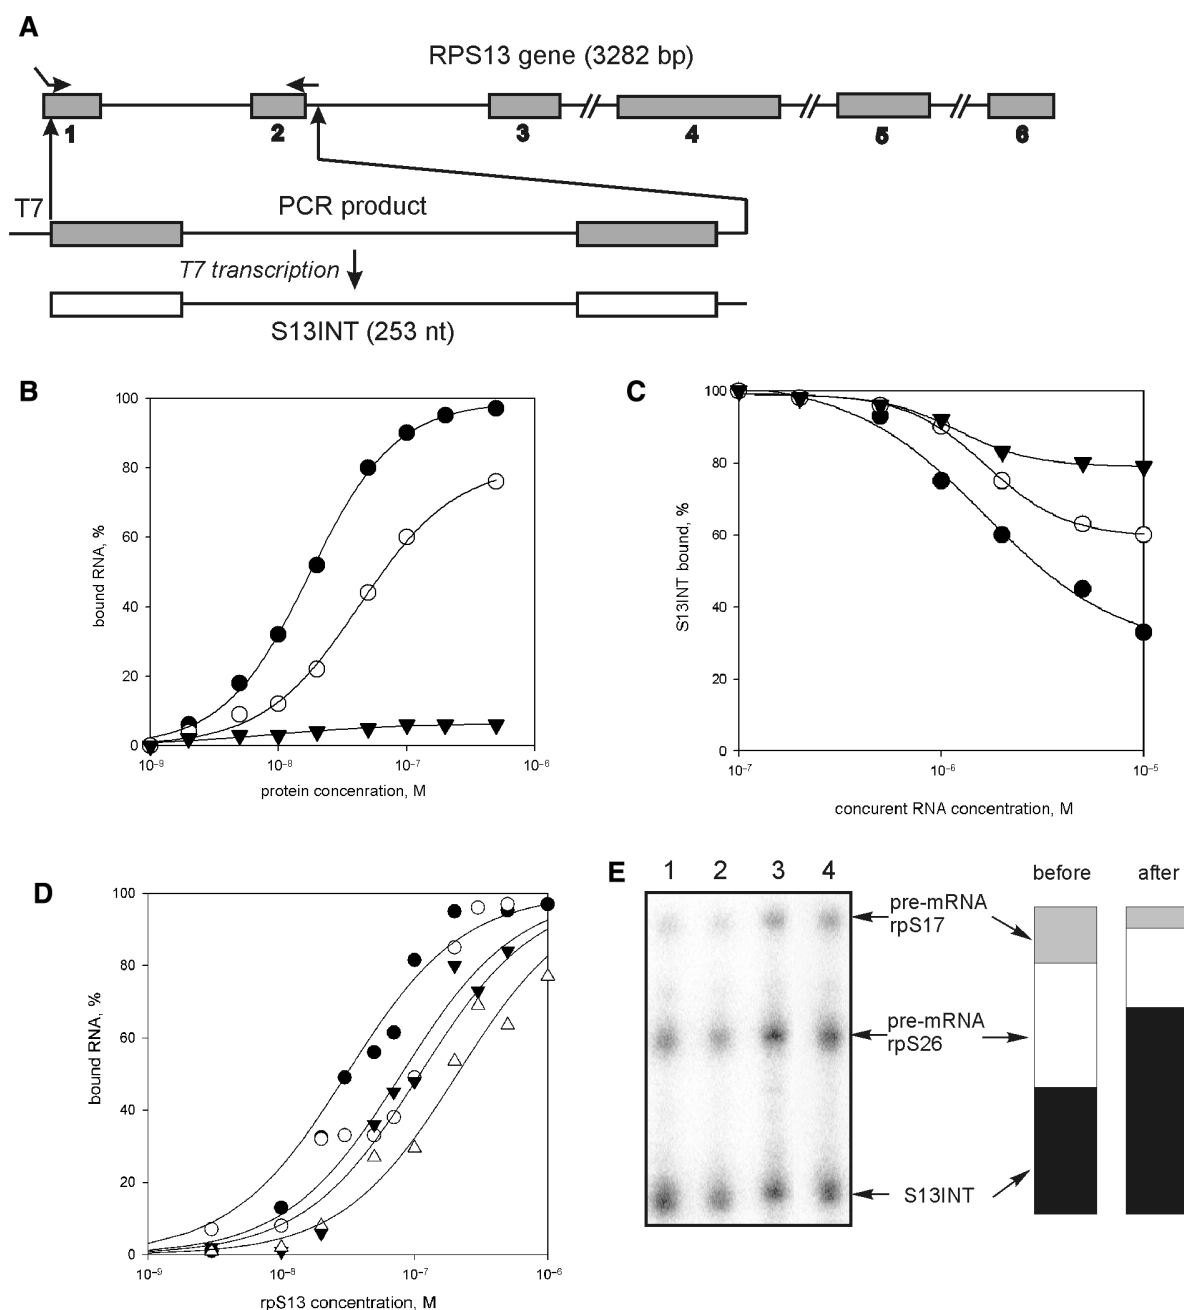 A
RPS13 gene (3282 bp)
1 2 3 4 5 6
T7
PCR product
T7 transcription
S13INT (253 nt)
B
100
80
60
40
20
0
bound RNA, %
10⁻⁹ 10⁻⁸ 10⁻⁷ 10⁻⁶
protein concenration, M
C
100
80
60
40
20
0
S13INT bound, %
10⁻⁷ 10⁻⁶ 10⁻⁵
concurent RNA concentration, M
D
100
80
60
40
20
0
bound RNA, %
10⁻⁹ 10⁻⁸ 10⁻⁷ 10⁻⁶
rpS13 concentration, M
E
1 2 3 4
before after
pre-mRNA
rpS17
pre-mRNA
rpS26
S13INT